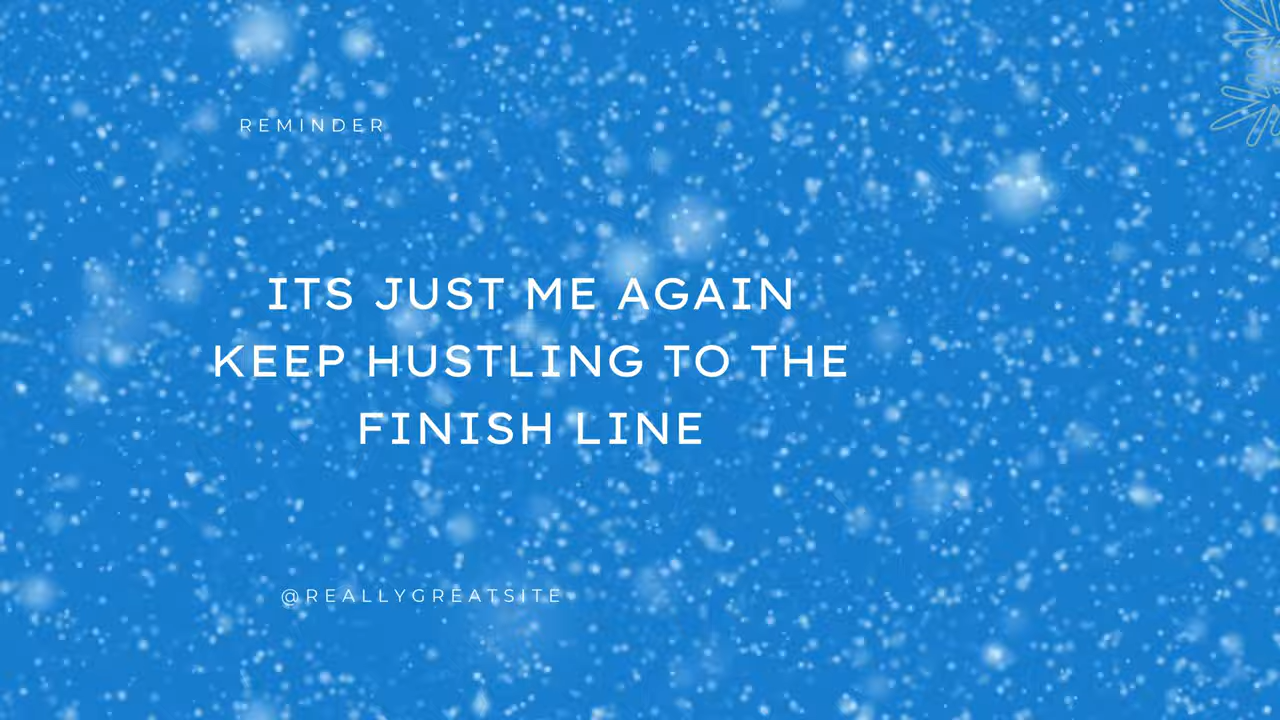 REMINDER
ITS JUST ME AGAIN
KEEP HUSTLING TO THE
FINISH LINE
@REALLYGREATSITE